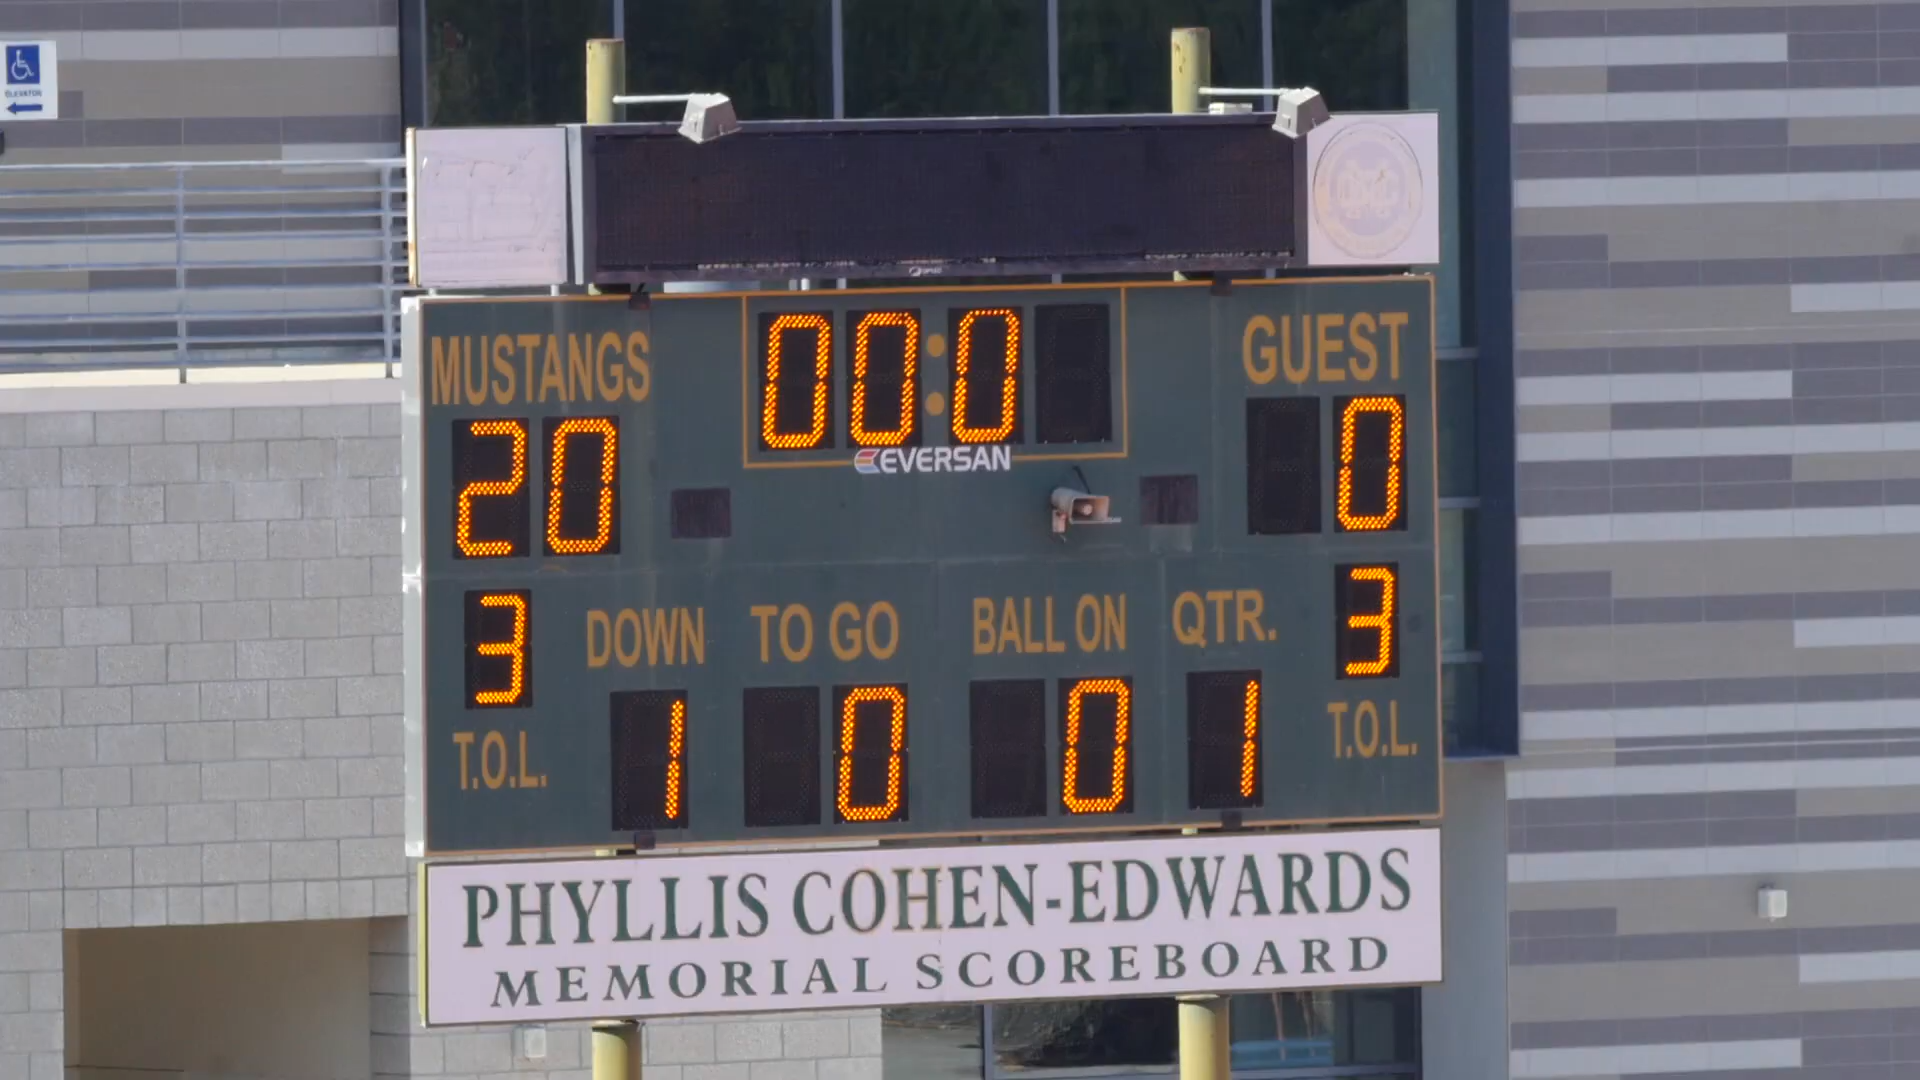 ELEVATOR
MUSTANGS
00:0
GUEST
20
EVERSAN
0
3
DOWN
TO GO
BALL ON
QTR.
3
T.O.L.
1
0
0
1
T.O.L.
PHYLLIS COHEN-EDWARDS
MEMORIAL SCOREBOARD